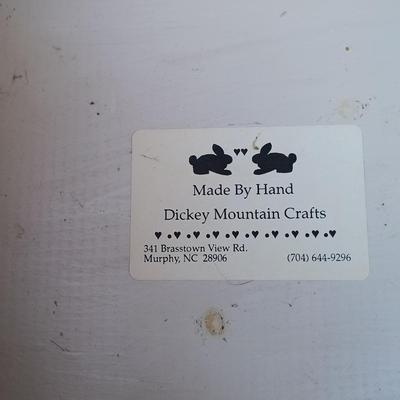 Made By Hand
Dickey Mountain Crafts
341 Brasstown View Rd.
Murphy, NC 28906 (704) 644-9296